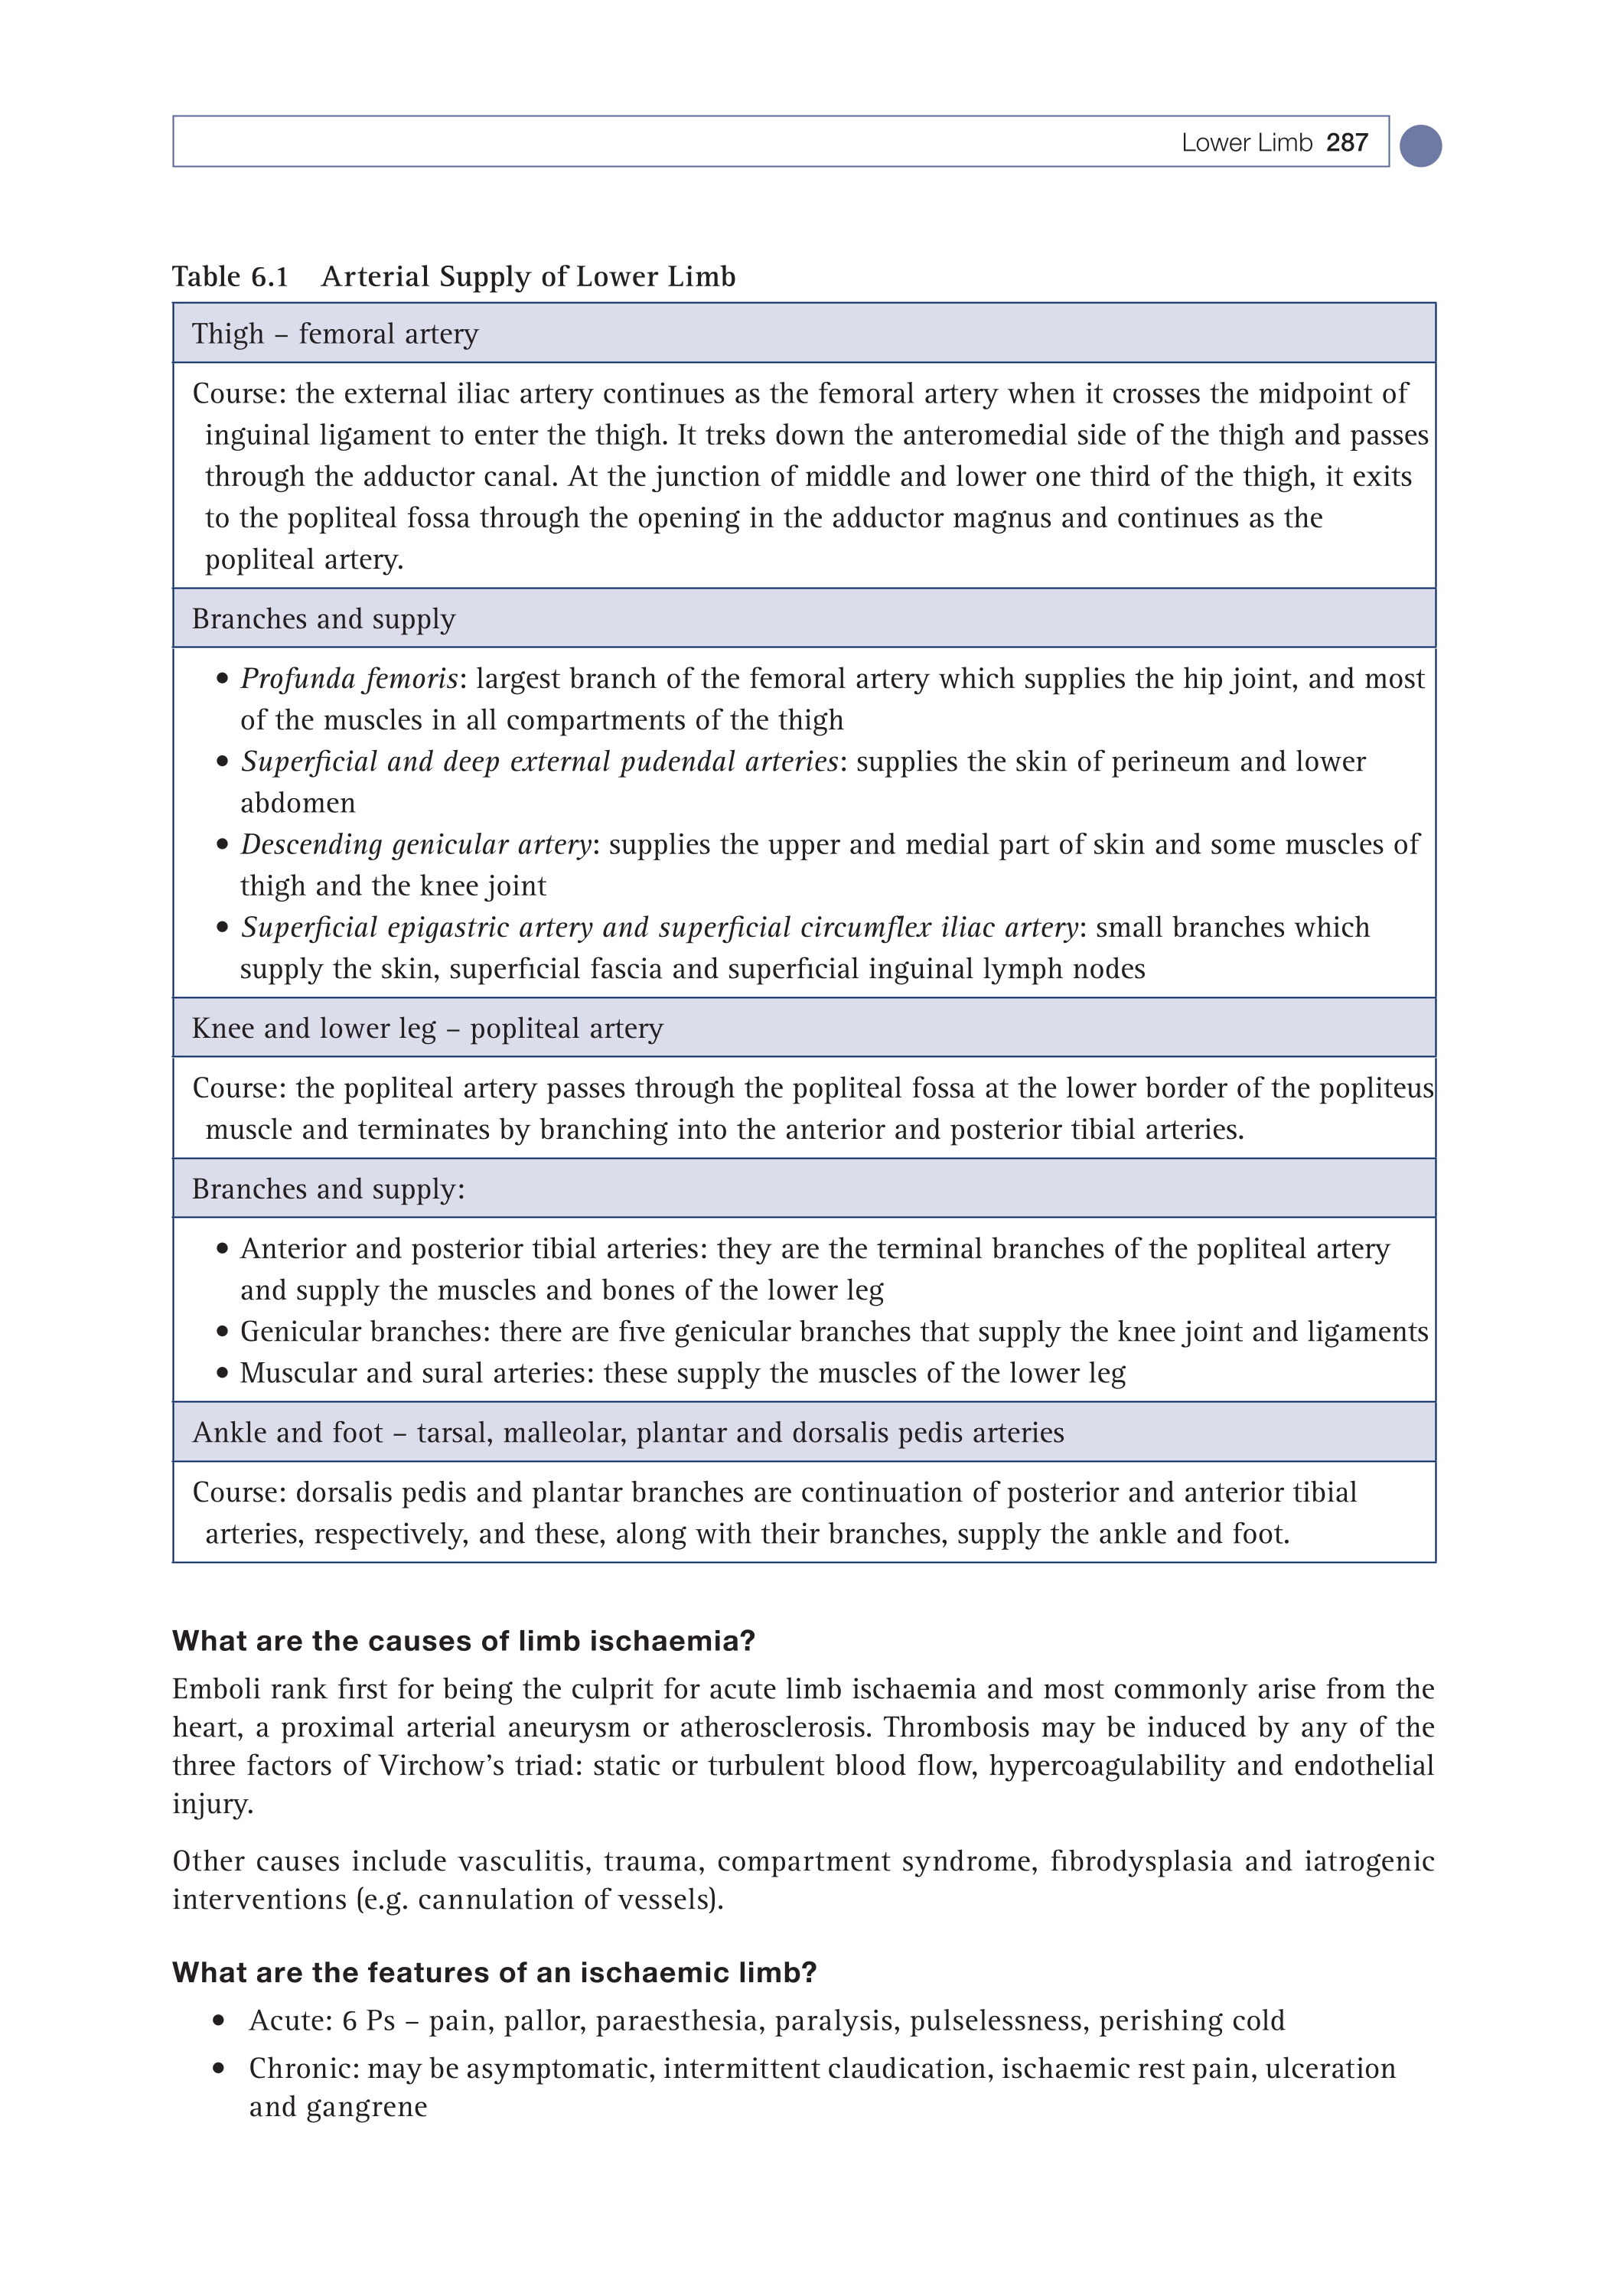 Lower Limb 287
Table 6.1 Arterial Supply of Lower Limb
Thigh – femoral artery
Course: the external iliac artery continues as the femoral artery when it crosses the midpoint of
inguinal ligament to enter the thigh. It treks down the anteromedial side of the thigh and passes
through the adductor canal. At the junction of middle and lower one third of the thigh, it exits
to the popliteal fossa through the opening in the adductor magnus and continues as the
popliteal artery.
Branches and supply
• Profunda femoris: largest branch of the femoral artery which supplies the hip joint, and most
of the muscles in all compartments of the thigh
• Superficial and deep external pudendal arteries: supplies the skin of perineum and lower
abdomen
• Descending genicular artery: supplies the upper and medial part of skin and some muscles of
thigh and the knee joint
• Superficial epigastric artery and superficial circumflex iliac artery: small branches which
supply the skin, superficial fascia and superficial inguinal lymph nodes
Knee and lower leg – popliteal artery
Course: the popliteal artery passes through the popliteal fossa at the lower border of the popliteus
muscle and terminates by branching into the anterior and posterior tibial arteries.
Branches and supply:
• Anterior and posterior tibial arteries: they are the terminal branches of the popliteal artery
and supply the muscles and bones of the lower leg
• Genicular branches: there are five genicular branches that supply the knee joint and ligaments
• Muscular and sural arteries: these supply the muscles of the lower leg
Ankle and foot – tarsal, malleolar, plantar and dorsalis pedis arteries
Course: dorsalis pedis and plantar branches are continuation of posterior and anterior tibial
arteries, respectively, and these, along with their branches, supply the ankle and foot.
What are the causes of limb ischaemia?
Emboli rank first for being the culprit for acute limb ischaemia and most commonly arise from the
heart, a proximal arterial aneurysm or atherosclerosis. Thrombosis may be induced by any of the
three factors of Virchow's triad: static or turbulent blood flow, hypercoagulability and endothelial
injury.
Other causes include vasculitis, trauma, compartment syndrome, fibrodysplasia and iatrogenic
interventions (e.g. cannulation of vessels).
What are the features of an ischaemic limb?
• Acute: 6 Ps – pain, pallor, paraesthesia, paralysis, pulselessness, perishing cold
• Chronic: may be asymptomatic, intermittent claudication, ischaemic rest pain, ulceration
and gangrene